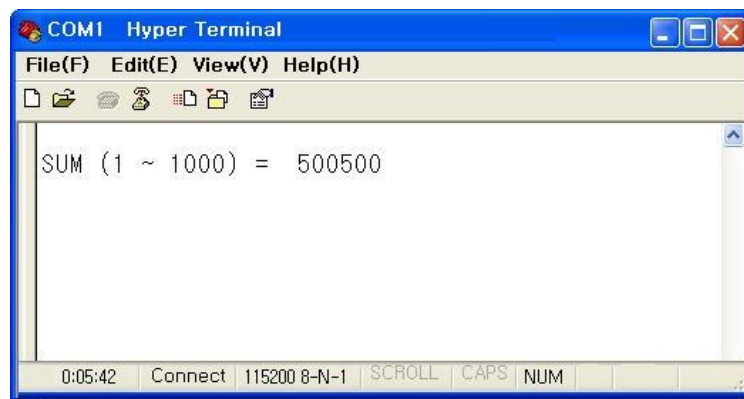 COM1 Hyper Terminal
File(F) Edit(E) View(V) Help(H)
SUM (1 ~ 1000) = 500500
0:05:42 Connect 115200 8-N-1 SCROLL CAPS NUM